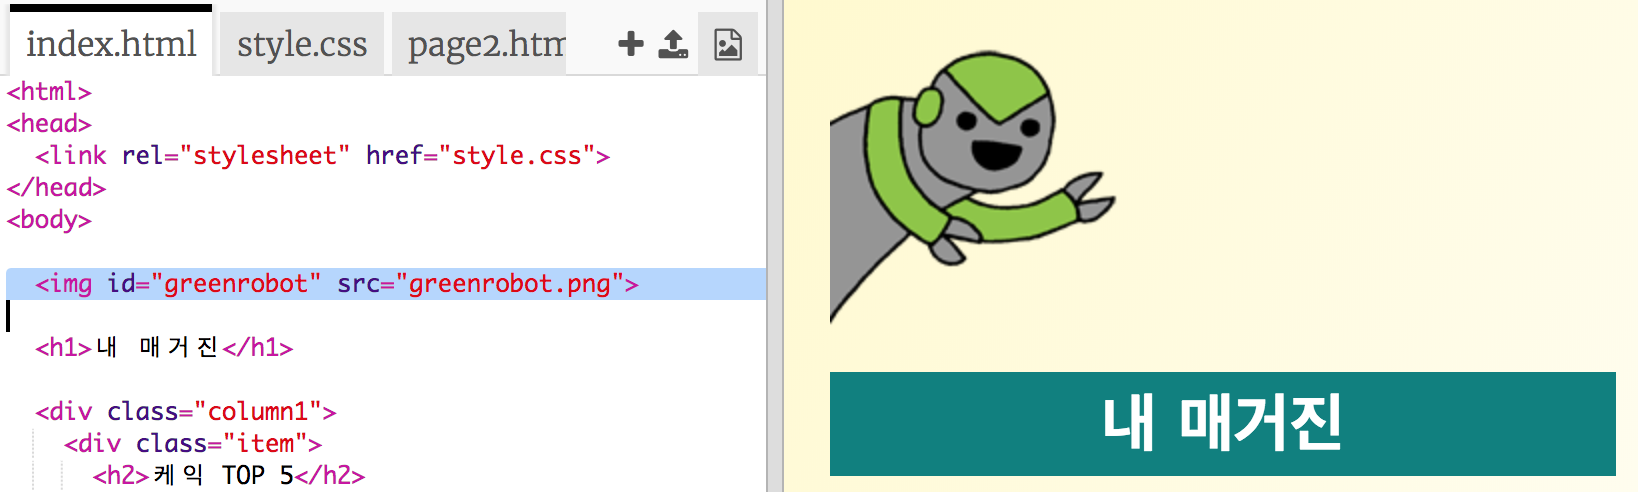 index.html style.css page2.htm
<html>
<head>
<link rel="stylesheet" href="style.css">
</head>
<body>
<img id="greenrobot" src="greenrobot.png">
<h1>내 매거진</h1>
<div class="column1">
<div class="item">
<h2>케익 TOP 5</h2>
내 매거진